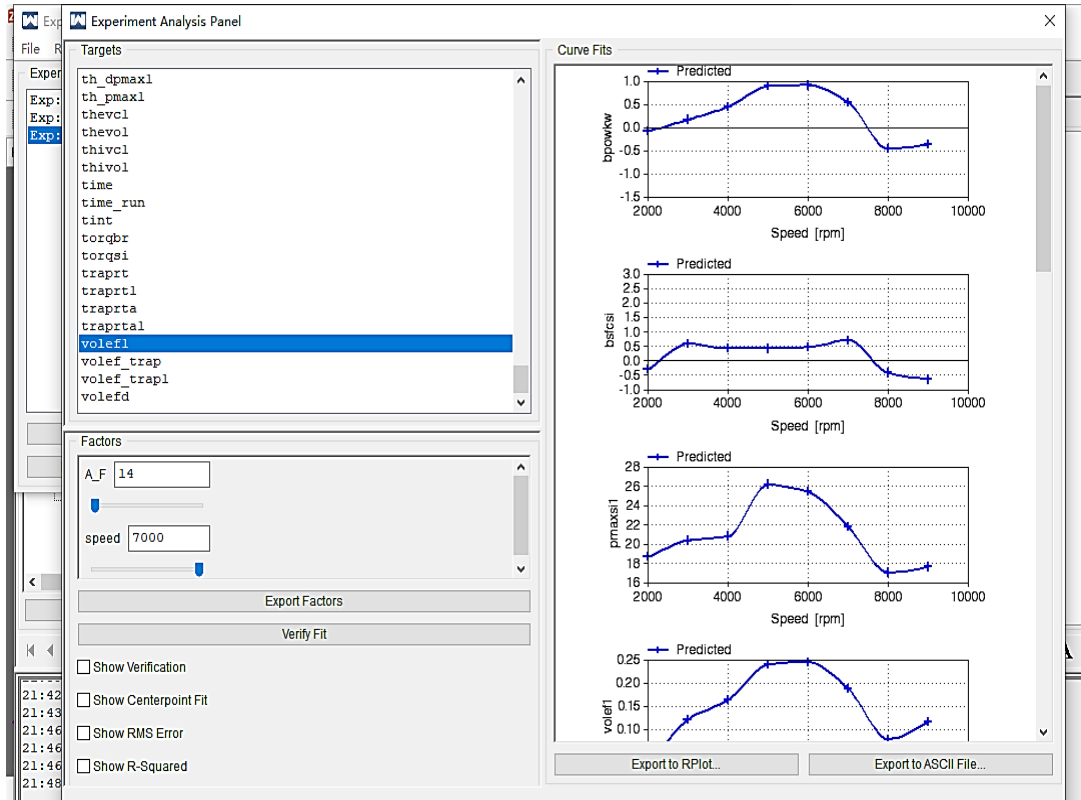 Exp
Experiment Analysis Panel
File R
Exper
Exp:
Exp:
Exp:
21:42
21:43
21:46
21:46
21:46
21:48
Targets
th_dpmax1
th_pmax1
thevcl
thevol
thivcl
thivol
time
time_run
tint
torqbr
torqsi
traprt
traprt1
traprta
traprta1
volef1
volef_trap
volef_trap1
volefd
Factors
A_F 14
speed 7000
Export Factors
Verify Fit
Show Verification
Show Centerpoint Fit
Show RMS Error
Show R-Squared
Curve Fits
Predicted
bpowkw
1.0
0.5
0.0
-0.5
-1.0
-1.5
2000 4000 6000 8000 10000
Speed [rpm]
Predicted
bsfcsi
3.0
2.5
2.0
1.5
1.0
0.5
0.0
-0.5
-1.0
2000 4000 6000 8000 10000
Speed [rpm]
Predicted
pmaxsi1
28
26
24
22
20
18
16
2000 4000 6000 8000 10000
Speed [rpm]
Predicted
volef1
0.25
0.20
0.15
0.10
Export to RPlot...
Export to ASCII File...